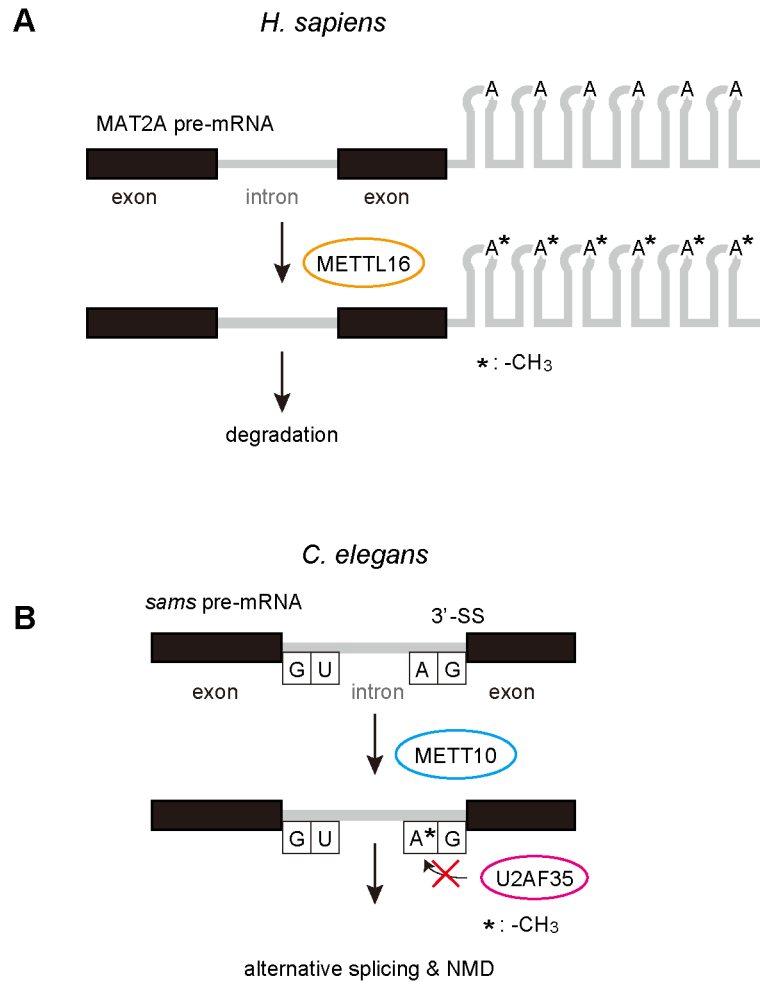 A
H. sapiens
A A A A A A
MAT2A pre-mRNA
exon intron exon
METTL16
A* A* A* A* A* A*
* : -CH₃
degradation
C. elegans
B
sams pre-mRNA
3'-SS
G U A G
exon intron exon
METT10
G U A* G
U2AF35
* : -CH₃
alternative splicing & NMD